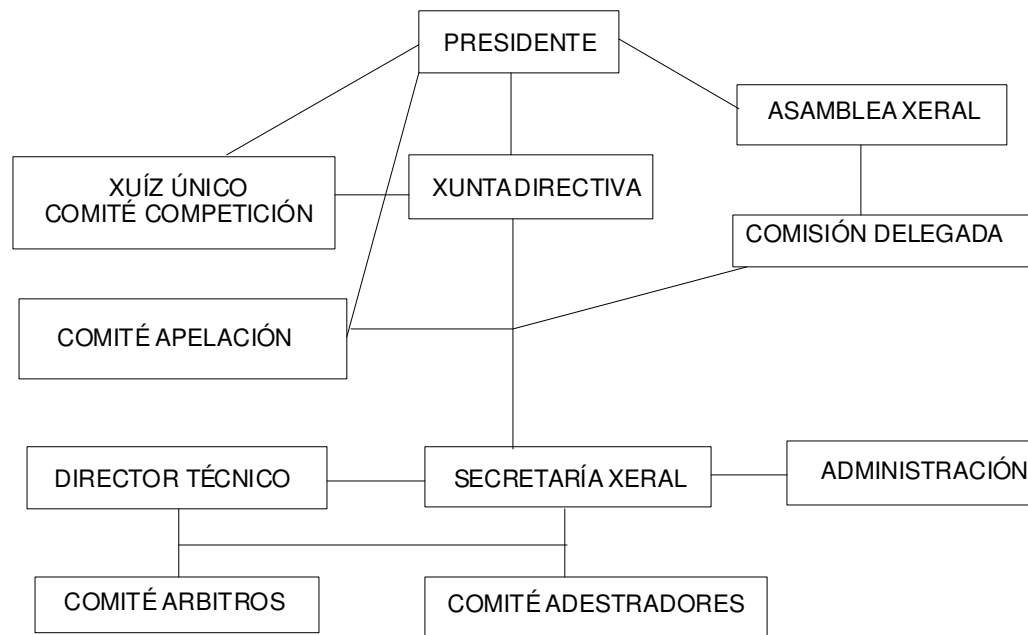 PRESIDENTE
ASAMBLEA XERAL
XUÍZ ÚNICO
COMITÉ COMPETICIÓN
XUNTA DIRECTIVA
COMISIÓN DELEGADA
COMITÉ APELACIÓN
DIRECTOR TÉCNICO
SECRETARÍA XERAL
ADMINISTRACIÓN
COMITÉ ARBITROS
COMITÉ ADESTRADORES